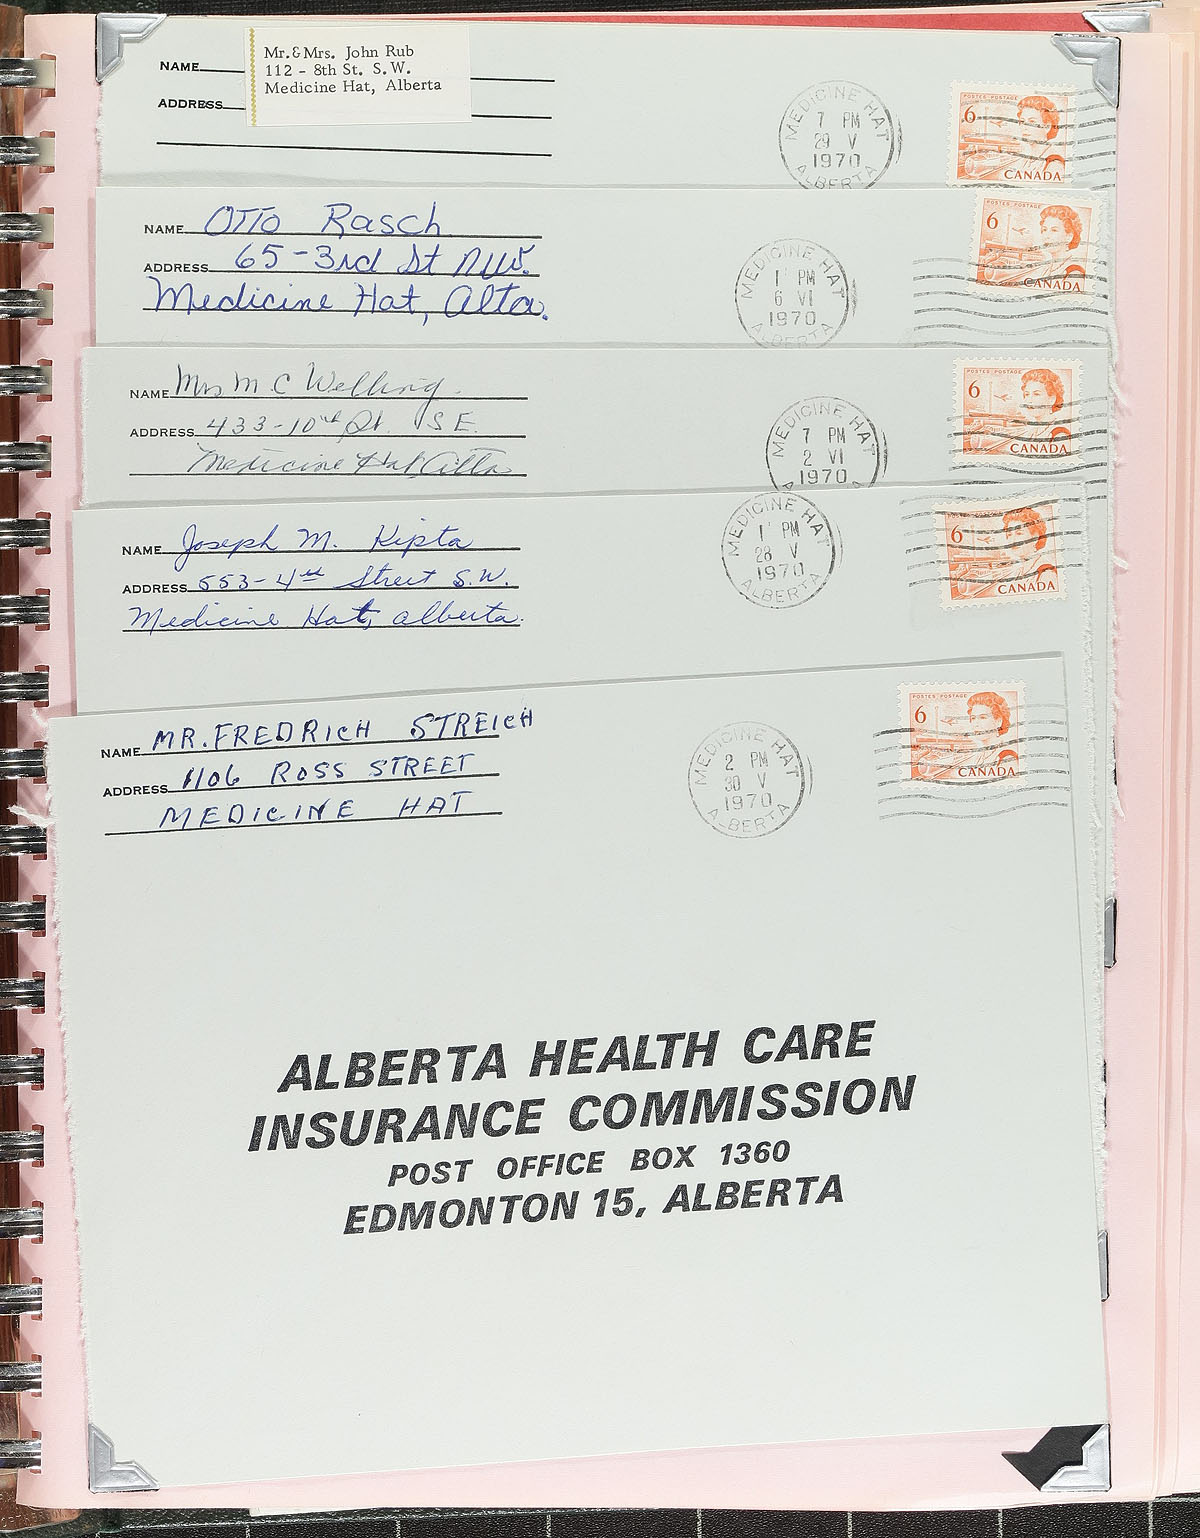 Mr. & Mrs. John Rub
112 - 8th St. S. W.
Medicine Hat, Alberta
NAME
ADDRESS
MEDICINE HAT
7 PM
29 V
1970
ALBERTA
POSTES POSTAGE
6
CANADA
NAME Otto Rasch
ADDRESS 65-3rd St N.W.
Medicine Hat, Alta.
MEDICINE HAT
1 PM
6 VI
1970
ALBERTA
POSTES POSTAGE
6
CANADA
NAME Mrs M C Welling
ADDRESS 433-10 St. S E.
Medicine Hat Alta
MEDICINE HAT
7 PM
2 VI
1970
POSTES POSTAGE
6
CANADA
NAME Joseph M. Kipta
ADDRESS 553-4th Street S.W.
Medicine Hat, alberta.
MEDICINE HAT
1 PM
28 V
1970
ALBERTA
6
CANADA
NAME MR. FREDRICH STREICH
ADDRESS 1106 ROSS STREET
MEDICINE HAT
MEDICINE HAT
2 PM
30 V
1970
ALBERTA
POSTES POSTAGE
6
CANADA
ALBERTA HEALTH CARE
INSURANCE COMMISSION
POST OFFICE BOX 1360
EDMONTON 15, ALBERTA